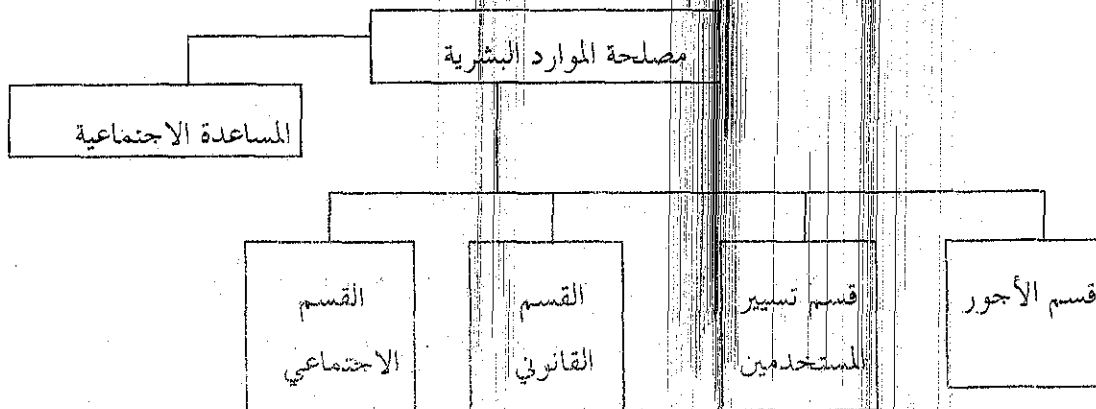 مصلحة الموارد البشرية
المساعدة الاجتماعية
قسم الأجور
قسم تسيير
المستخدمين
القسم
القانوني
القسم
الاجتماعي